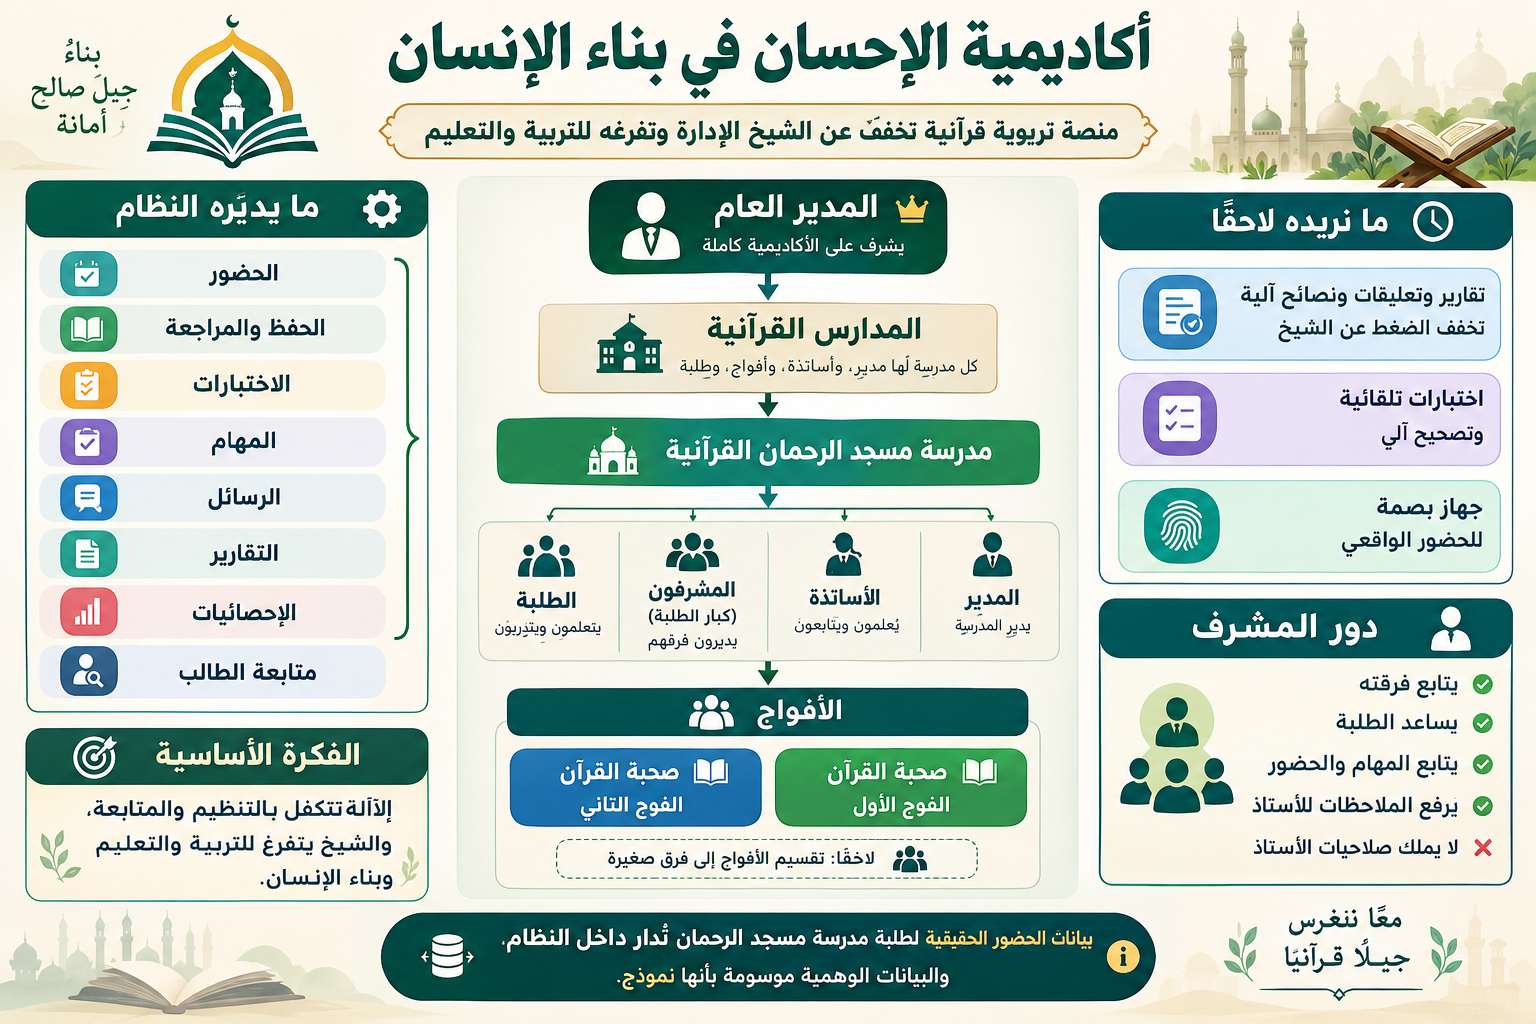 أكاديمية الإحسان في بناء الإنسان
منصة تربوية قرآنية تخففَ عن الشيخ الإدارة وتفرغه للتربية والتعليم
بناءُ
جيلَ صالح
أمانة
ما نريده لاحقًا
تقارير وتعليقات ونصائح آلية
تخفف الضغط عن الشيخ
اختبارات تلقائية
وتصحيح آلي
جهاز بصمة
للحضور الواقعي
دور المشرف
يتابع فرقته
يساعد الطلبة
يتابع المهام والحضور
يرفع الملاحظات للأستاذ
لا يملك صلاحيات الأستاذ
معًا نغرس
جيلًا قرآنيًا
المدير العام
يشرف على الأكاديمية كاملة
المدارس القرآنية
كل مدرسة لها مدير، وأساتذة، وأفواج، وطلبة
مدرسة مسجد الرحمان القرآنية
المدير
يدير المدرسة
الأساتذة
يُعلمون ويتابعون
المشرفون
(كبار الطلبة)
يديرون فرقهم
الطلبة
يتعلمون ويتدربون
الأفواج
صحبة القرآن
الفوج الأول
صحبة القرآن
الفوج الثاني
لاحقًا: تقسيم الأفواج إلى فرق صغيرة
بيانات الحضور الحقيقية لطلبة مدرسة مسجد الرحمان تُدار داخل النظام،
والبيانات الوهمية موسومة بأنها نموذج.
ما يديَره النظام
الحضور
الحفظ والمراجعة
الاختبارات
المهام
الرسائل
التقارير
الإحصائيات
متابعة الطالب
الفكرة الأساسية
تتكفل بالتنظيم والمتابعة،
والشيخ يتفرغ للتربية والتعليم
وبناء الإنسان.